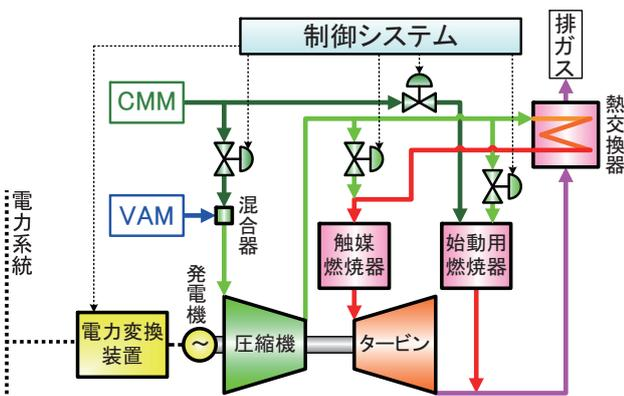 制御システム
排ガス
CMM
熱交換器
VAM
混合器
電力系統
触媒
燃焼器
始動用
燃焼器
発電機
電力変換
装置
～
圧縮機
タービン